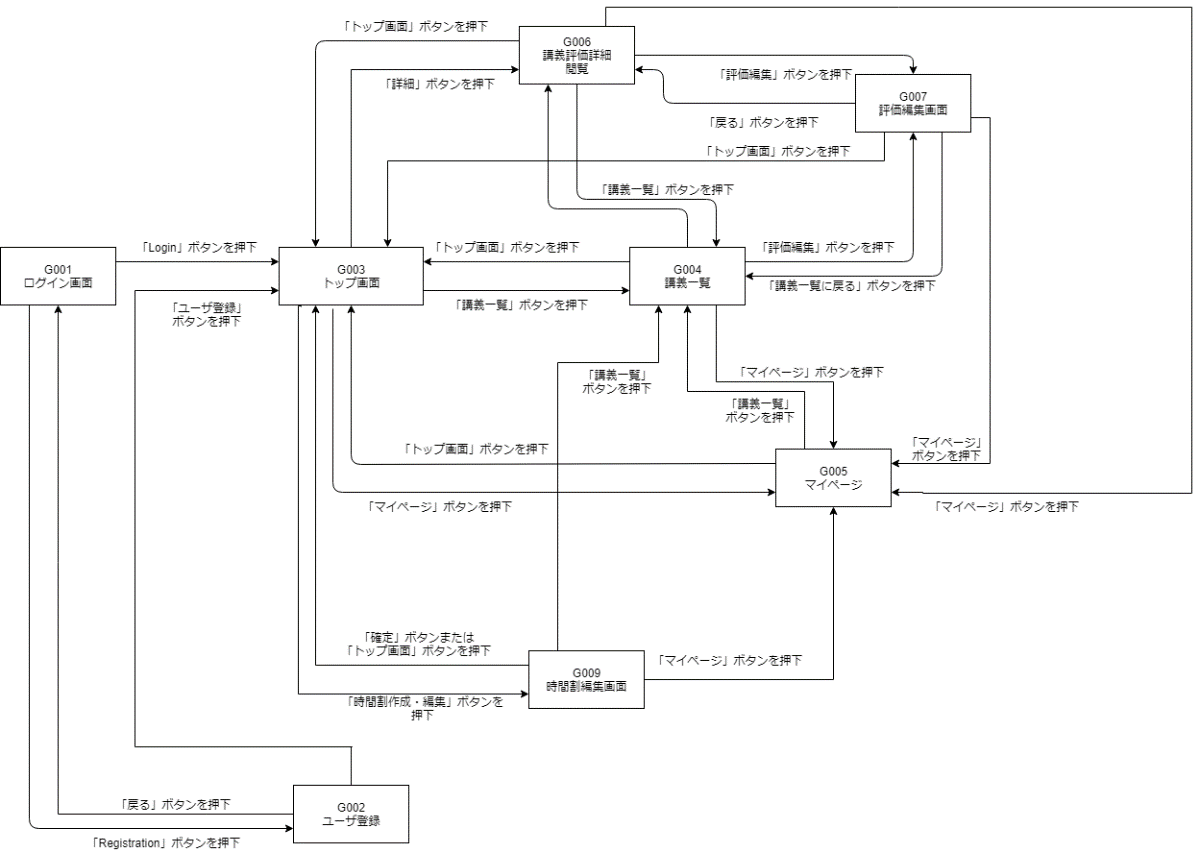 「トップ画面」ボタンを押下
G006
講義評価詳細
閲覧
「詳細」ボタンを押下
「評価編集」ボタンを押下
G007
評価編集画面
「戻る」ボタンを押下
「トップ画面」ボタンを押下
「講義一覧」ボタンを押下
G001
ログイン画面
「Login」ボタンを押下
G003
トップ画面
「トップ画面」ボタンを押下
G004
講義一覧
「評価編集」ボタンを押下
「講義一覧に戻る」ボタンを押下
「ユーザ登録」
ボタンを押下
「講義一覧」ボタンを押下
「講義一覧」
ボタンを押下
「マイページ」ボタンを押下
「講義一覧」
ボタンを押下
「トップ画面」ボタンを押下
「マイページ」
ボタンを押下
G005
マイページ
「マイページ」ボタンを押下
「マイページ」ボタンを押下
「確定」ボタンまたは
「トップ画面」ボタンを押下
G009
時間割編集画面
「マイページ」ボタンを押下
「時間割作成・編集」ボタンを
押下
G002
ユーザ登録
「戻る」ボタンを押下
「Registration」ボタンを押下